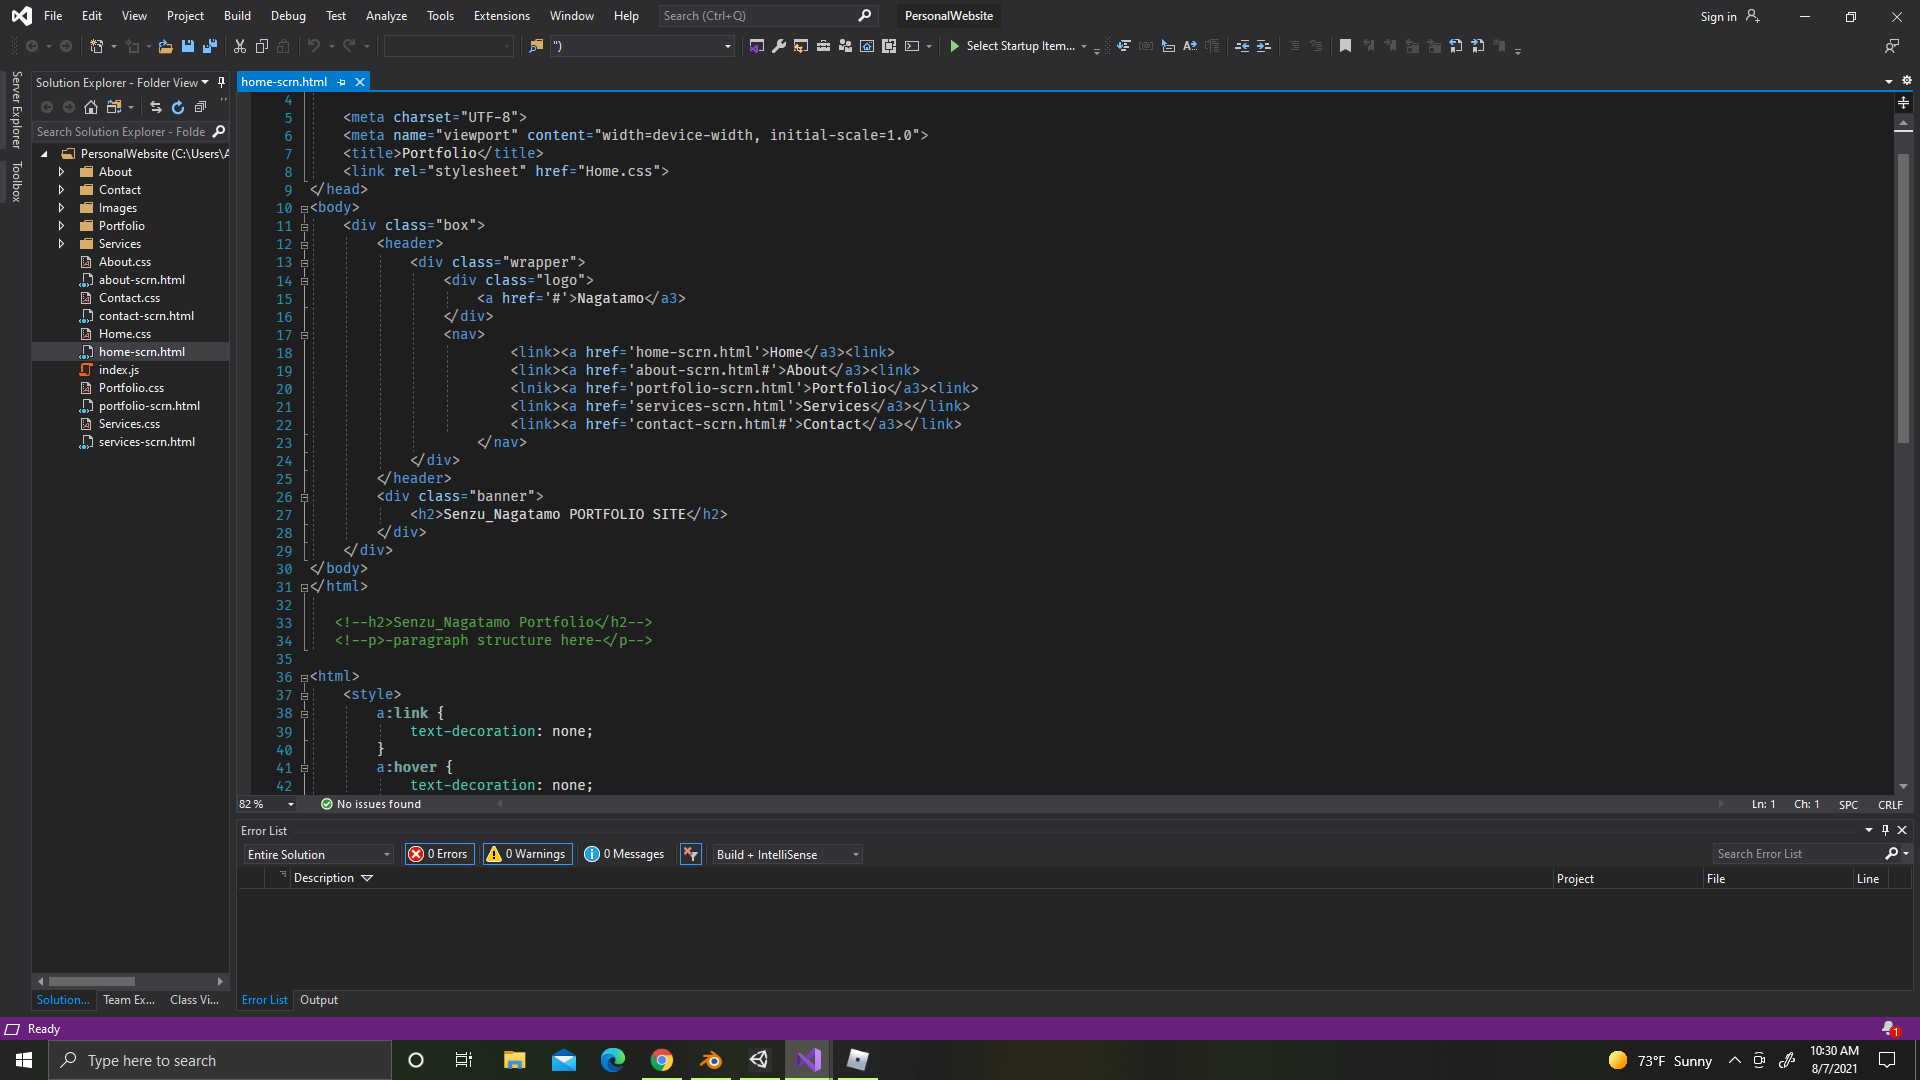 File Edit View Project Build Debug Test Analyze Tools Extensions Window Help Search (Ctrl+Q) PersonalWebsite Sign in
") Select Startup Item...
Server Explorer
Toolbox
Solution Explorer - Folder View
Search Solution Explorer - Folde
PersonalWebsite (C:\Users\A
About
Contact
Images
Portfolio
Services
About.css
about-scrn.html
Contact.css
contact-scrn.html
Home.css
home-scrn.html
index.js
Portfolio.css
portfolio-scrn.html
Services.css
services-scrn.html
Solution... Team Ex... Class Vi...
home-scrn.html
4
5 <meta charset="UTF-8">
6 <meta name="viewport" content="width=device-width, initial-scale=1.0">
7 <title>Portfolio</title>
8 <link rel="stylesheet" href="Home.css">
9 </head>
10 <body>
11 <div class="box">
12 <header>
13 <div class="wrapper">
14 <div class="logo">
15 <a href='#'>Nagatamo</a3>
16 </div>
17 <nav>
18 <link><a href='home-scrn.html'>Home</a3><link>
19 <link><a href='about-scrn.html#'>About</a3><link>
20 <lnik><a href='portfolio-scrn.html'>Portfolio</a3><link>
21 <link><a href='services-scrn.html'>Services</a3></link>
22 <link><a href='contact-scrn.html#'>Contact</a3></link>
23 </nav>
24 </div>
25 </header>
26 <div class="banner">
27 <h2>Senzu_Nagatamo PORTFOLIO SITE</h2>
28 </div>
29 </div>
30 </body>
31 </html>
32
33 <!--h2>Senzu_Nagatamo Portfolio</h2-->
34 <!--p>-paragraph structure here-</p-->
35
36 <html>
37 <style>
38 a:link {
39 text-decoration: none;
40 }
41 a:hover {
42 text-decoration: none;
82 % No issues found Ln: 1 Ch: 1 SPC CRLF
Error List
Entire Solution 0 Errors 0 Warnings 0 Messages Build + IntelliSense Search Error List
Description Project File Line
Error List Output
Ready 1
Type here to search 73°F Sunny 10:30 AM
8/7/2021